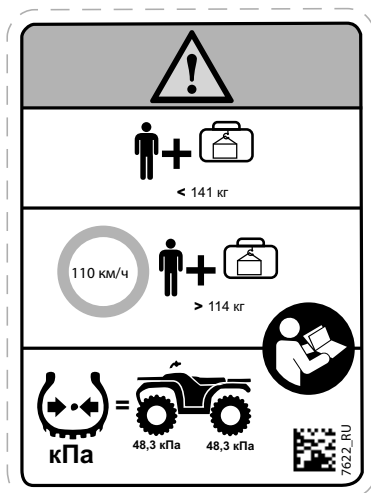 < 141 кг
110 км/ч
> 114 кг
кПа
48,3 кПа 48,3 кПа
7622_RU